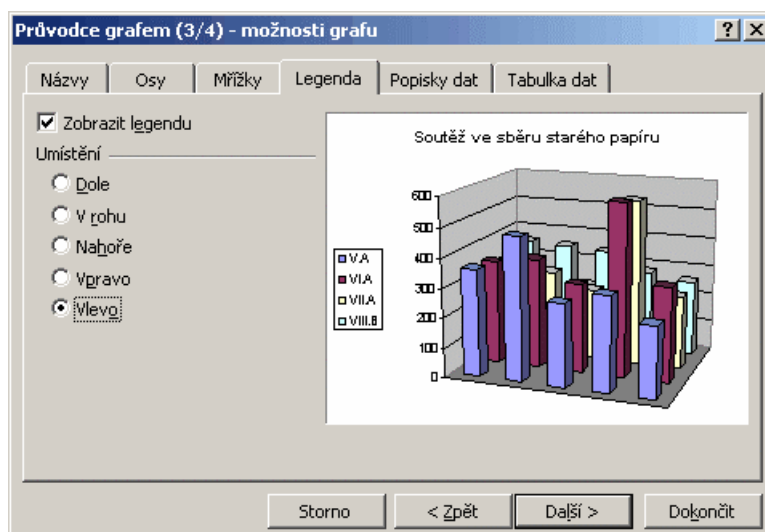 Průvodce grafem (3/4) - možnosti grafu
Názvy Osy Mřížky Legenda Popisky dat Tabulka dat
Zobrazit legendu
Umístění
Dole
V rohu
Nahoře
Vpravo
Vlevo
Soutěž ve sběru starého papíru
600
500
400
300
200
100
0
V.A
VI.A
VII.A
VIII.B
Storno < Zpět Další > Dokončit